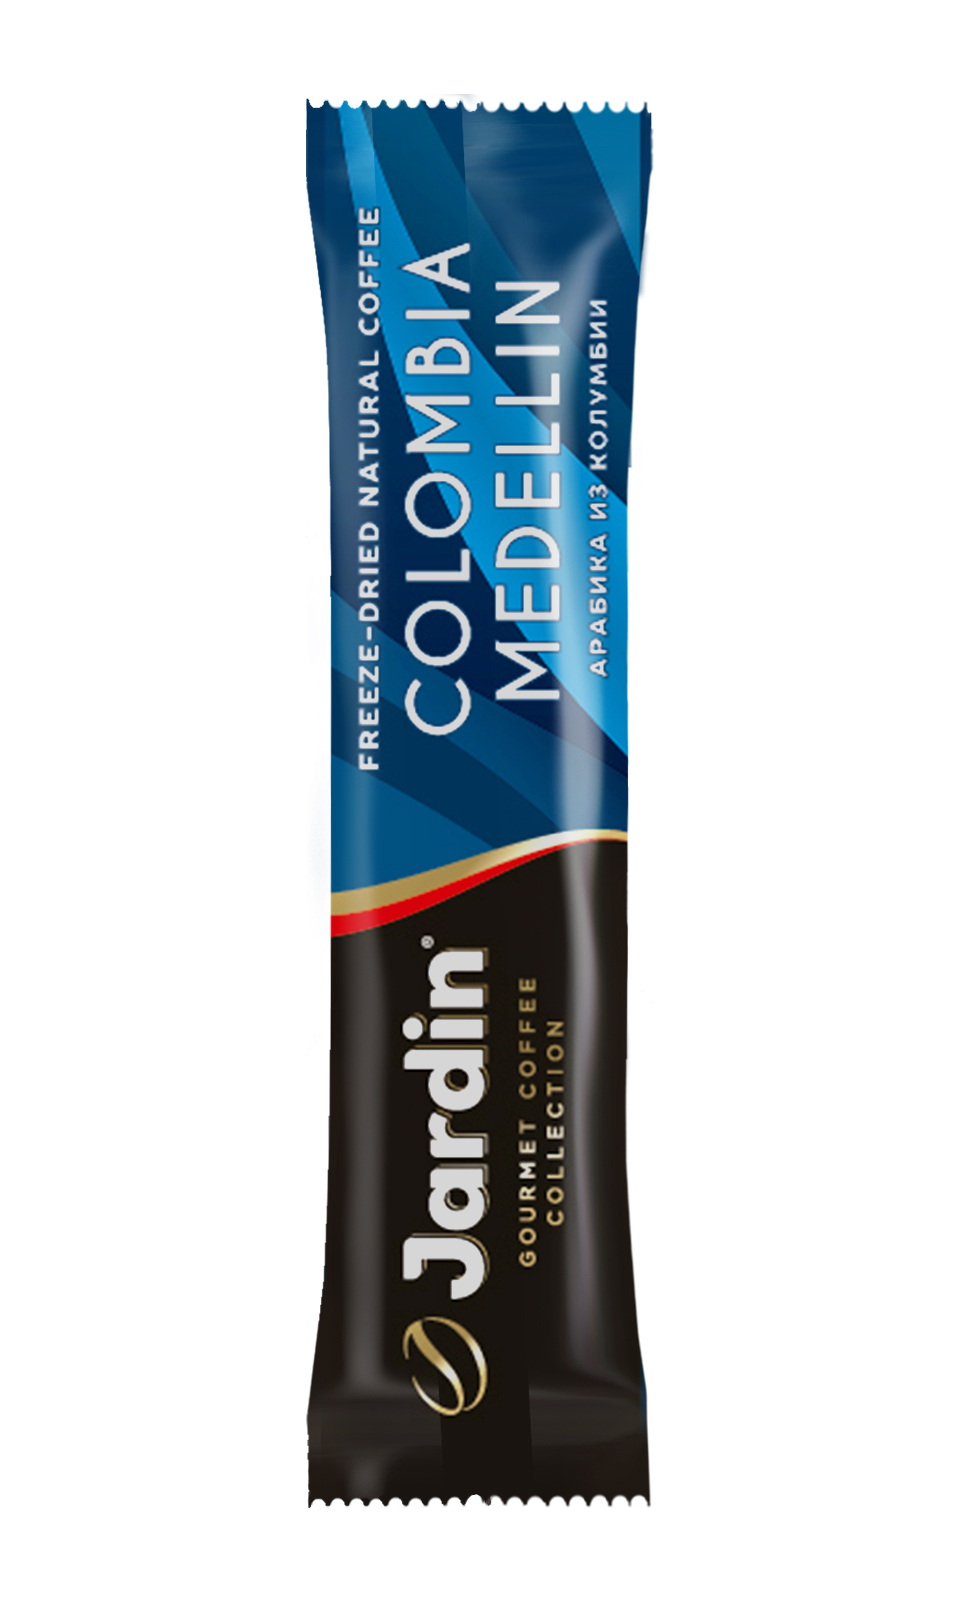 FREEZE-DRIED NATURAL COFFEE
COLOMBIA
MEDELLIN
АРАБИКА ИЗ КОЛУМБИИ
Jardin®
GOURMET COFFEE
COLLECTION